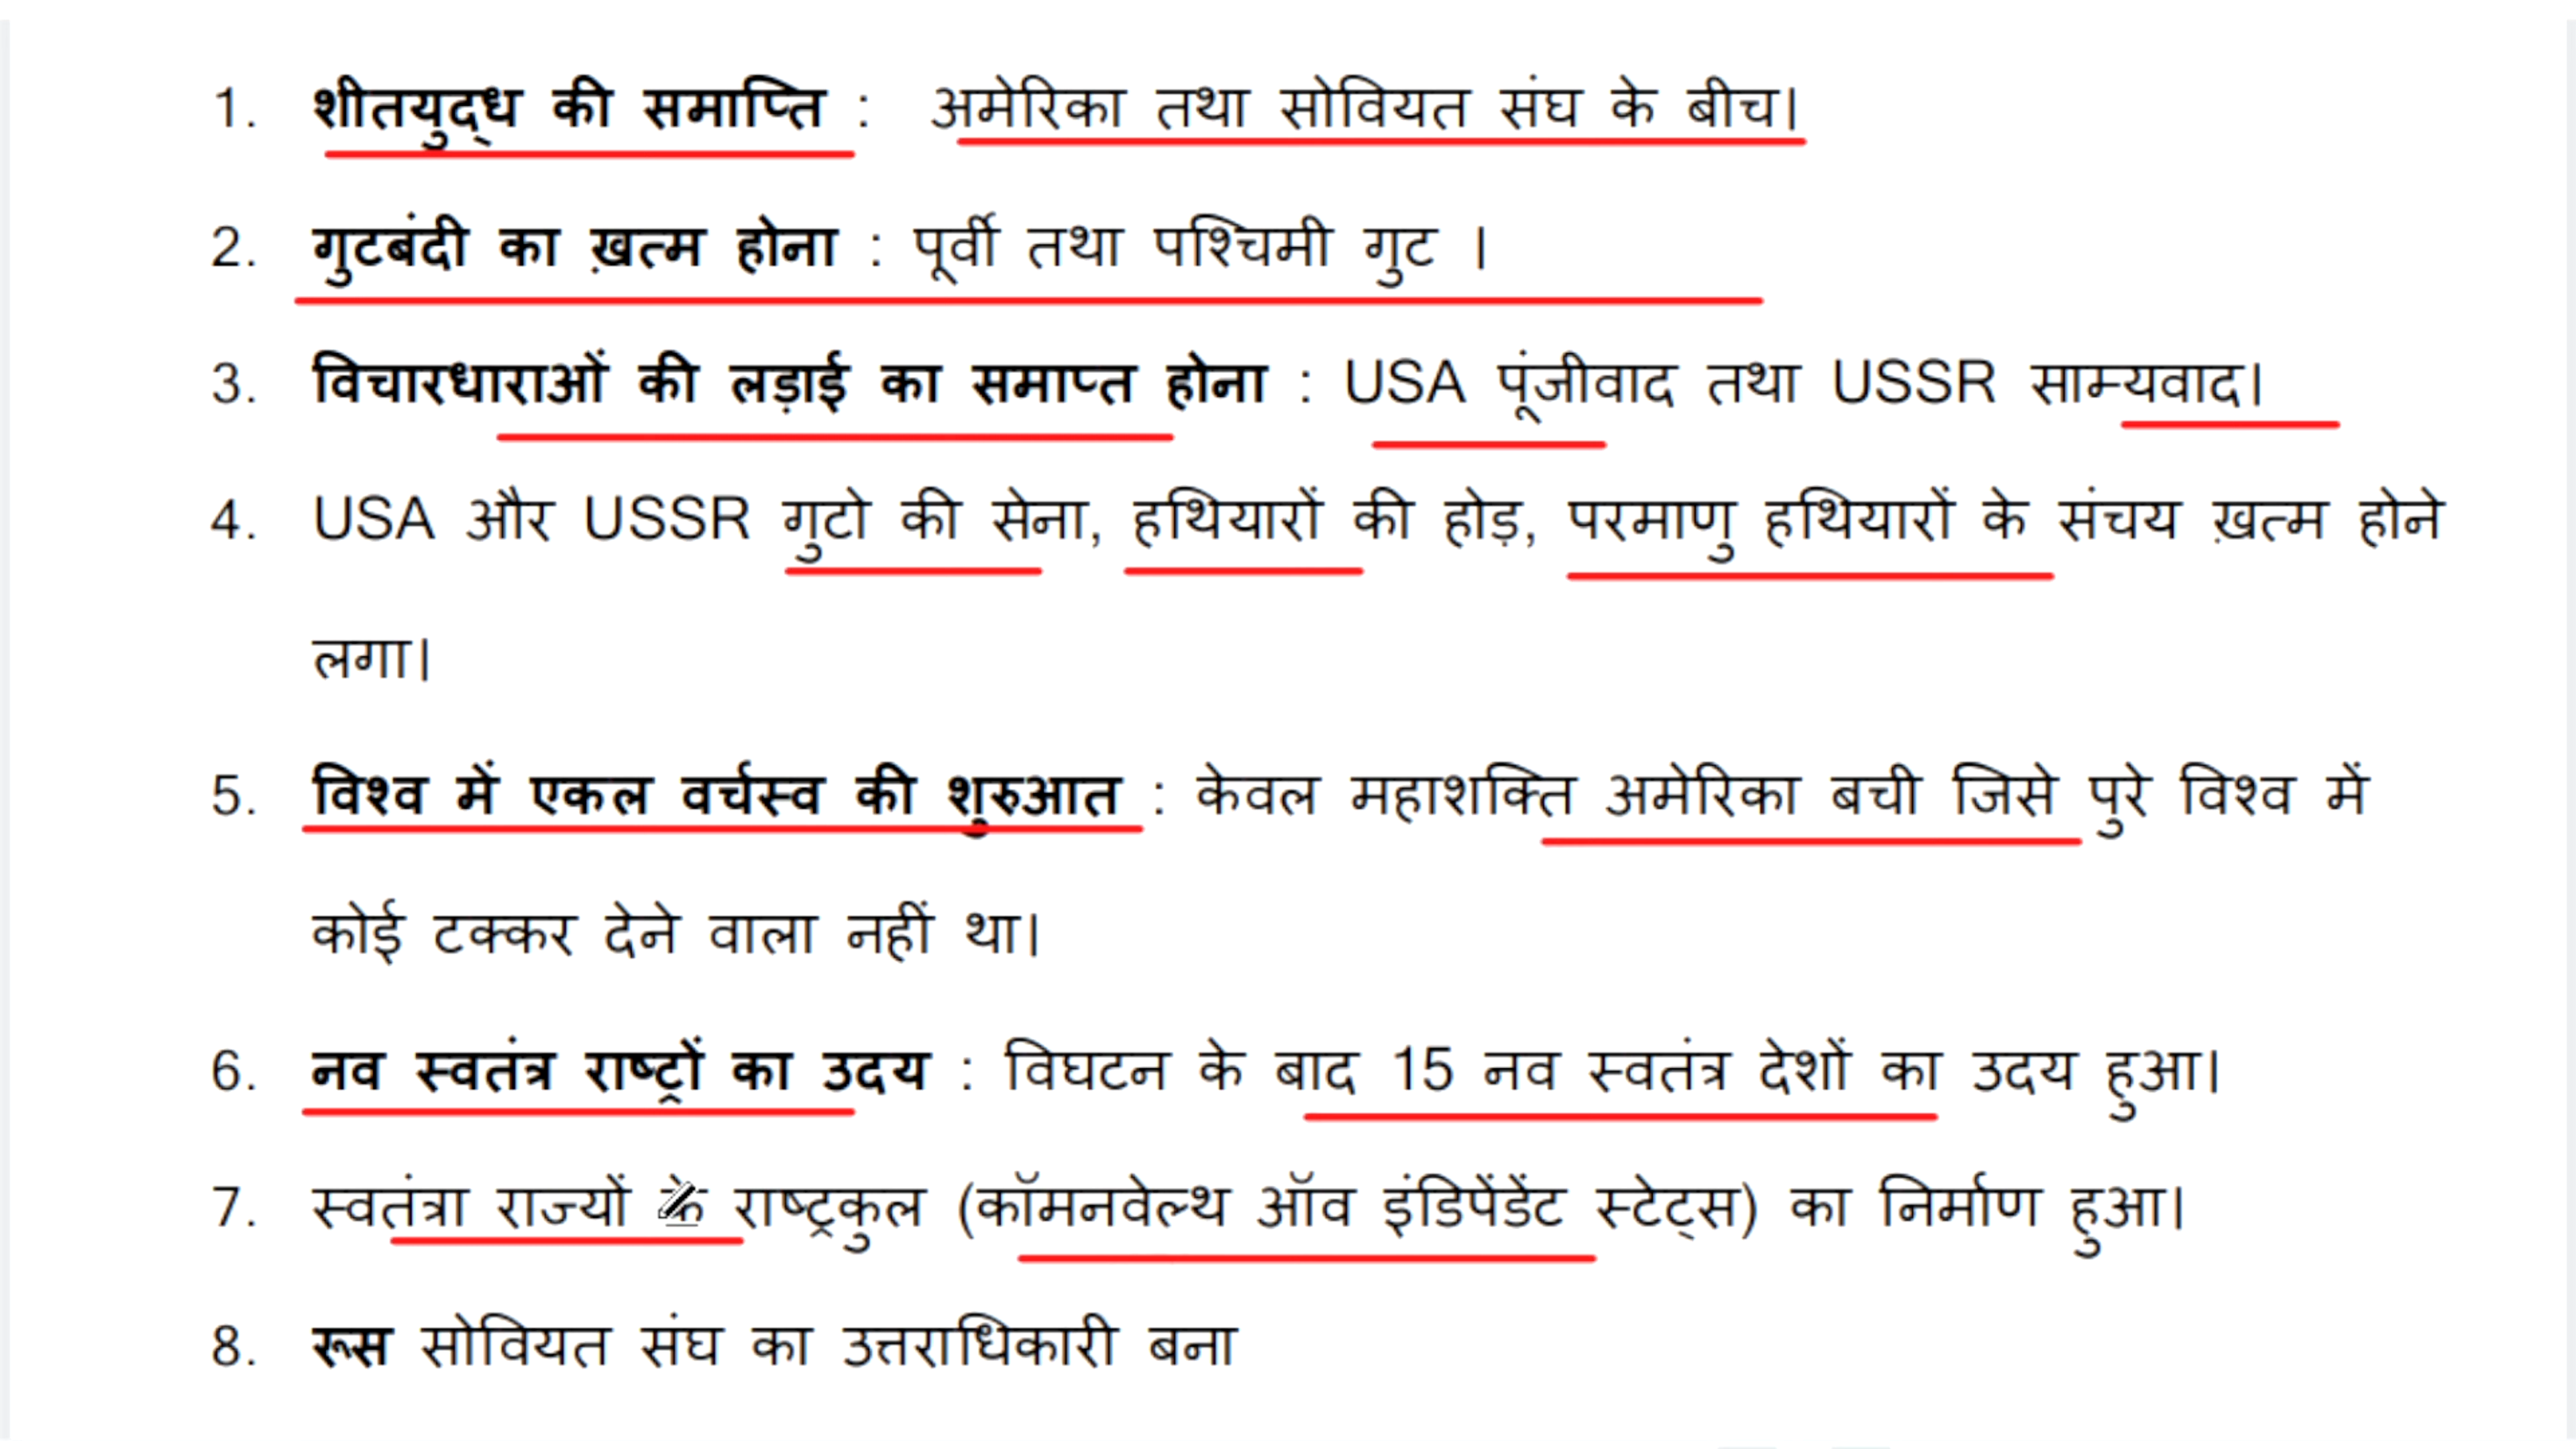 1. शीतयुद्ध की समाप्ति : अमेरिका तथा सोवियत संघ के बीच।
2. गुटबंदी का ख़त्म होना : पूर्वी तथा पश्चिमी गुट ।
3. विचारधाराओं की लड़ाई का समाप्त होना : USA पूंजीवाद तथा USSR साम्यवाद।
4. USA और USSR गुटो की सेना, हथियारों की होड़, परमाणु हथियारों के संचय ख़त्म होने
लगा।
5. विश्व में एकल वर्चस्व की शुरुआत : केवल महाशक्ति अमेरिका बची जिसे पुरे विश्व में
कोई टक्कर देने वाला नहीं था।
6. नव स्वतंत्र राष्ट्रों का उदय : विघटन के बाद 15 नव स्वतंत्र देशों का उदय हुआ।
7. स्वतंत्रा राज्यों के राष्ट्रकुल (कॉमनवेल्थ ऑव इंडिपेंडेंट स्टेट्स) का निर्माण हुआ।
8. रूस सोवियत संघ का उत्तराधिकारी बना